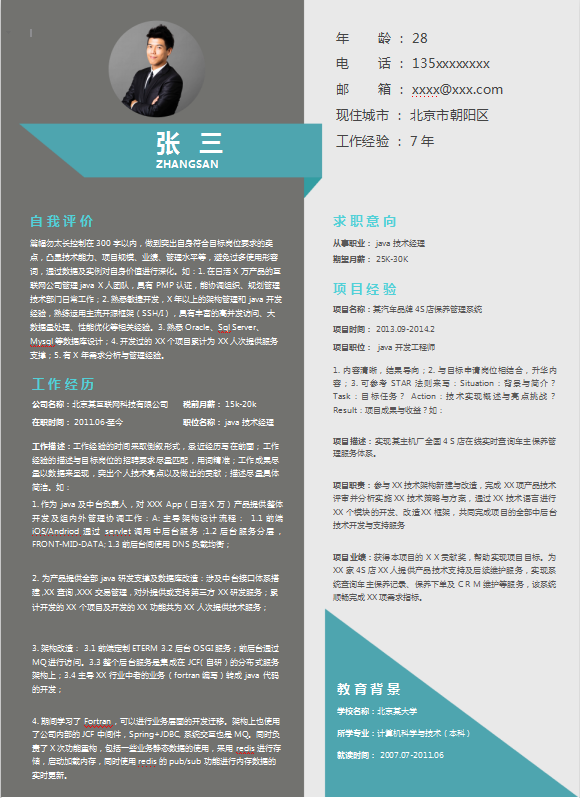 张 三
ZHANGSAN
年 龄 ： 28
电 话 ： 135xxxxxxxx
邮 箱 ： xxxx@xxx.com
现住城市 ： 北京市朝阳区
工作经验 ： 7 年
自我评价
篇幅勿太长控制在 300 字以内，做到突出自身符合目标岗位要求的卖
点，凸显技术能力、项目规模、业绩、管理水平等，避免过多使用形容
词，通过数据及实例对自身价值进行深化。如：1. 在日活 X 万产品的互
联网公司管理 java X 人团队，具有 PMP 认证，能协调组织、规划管理
技术部门日常工作；2. 熟悉敏捷开发，X 年以上的架构管理和 java 开发
经验，熟练运用主流开源框架（SSH/I），具有丰富的高并发访问、大
数据量处理、性能优化等相关经验。3. 熟悉 Oracle、Sql Server、
Mysql 等数据库设计；4. 开发过的 XX 个项目累计为 XX 人次提供服务
支撑；5. 有 X 年需求分析与管理经验。
工作经历
公司名称：北京某互联网科技有限公司 税前月薪： 15k-20k
在职时间： 2011.06-至今 职位名称： java 技术经理
工作描述：工作经验的时间采取倒叙形式，最近经历写在前面；工作
经验的描述与目标岗位的招聘要求尽量匹配，用词精准；工作成果尽
量以数据来呈现，突出个人技术亮点以及做出的贡献；描述尽量具体
简洁。如：
1. 作为 java 及中台负责人，对 XXX App（日活 X 万）产品提供整体
开发及组内外管理协调工作：A: 主导架构设计流程： 1.1 前端
iOS/Andriod 通过 servlet 调用中后台服务 ;1.2 后台服务分层，
FRONT-MID-DATA; 1.3 前后台间使用 DNS 负载均衡；
2. 为产品提供全部 java 研发支撑及数据库改造：涉及中台接口体系搭
建 ,XX 查询 ,XXX 交易管理，对外提供或支持第三方 XX 研发服务；累
计开发的 XX 个项目及开发的 XX 功能共为 XX 人次提供技术服务；
3. 架构改造： 3.1 前端定制 ETERM 3.2 后台 OSGI 服务；前后台通过
MQ 进行访问。3.3 整个后台服务是集成在 JCF( 自研）的分布式服务
架构上；3.4 主导 XX 行业中老的业务（fortran 编写）转成 java 代码
的开发；
4. 期间学习了 Fortran，可以进行业务层面的开发迁移。架构上也使用
了公司内部的 JCF 中间件，Spring+JDBC, 系统交互也是 MQ。同时负
责了 X 次功能重构，包括一些业务静态数据的使用，采用 redis 进行存
储，启动加载内存，同时使用 redis 的 pub/sub 功能进行内存数据的
实时更新。
求职意向
从事职业： java 技术经理
期望月薪： 25K-30K
项目经验
项目名称：某汽车品牌 4S 店保养管理系统
项目时间： 2013.09-2014.2
项目职位： java 开发工程师
1. 内容清晰，结果导向；2. 与目标申请岗位相结合，升华内
容；3. 可参考 STAR 法则来写：Situation：背景与简介？
Task：目标任务？ Action：技术实现概述与亮点挑战？
Result：项目成果与收益？如：
项目描述：实现某主机厂全国 4 S 店在线实时查询车主保养管
理服务体系。
项目职责：参与 XX 技术架构新建与改造，完成 XX 项产品技术
评审并分析实施 XX 技术策略与方案，通过 XX 技术语言进行
XX 个模块的开发、改造 XX 框架，共同完成项目的全部中后台
技术开发与支持服务
项目业绩：获得本项目的 X X 贡献奖，帮助实现项目目标。为
XX 家 4S 店 XX 人提供产品技术支持及后续维护服务，实现系
统查询车主保养记录、保养下单及 C R M 维护等服务，该系统
顺畅完成 XX 项需求指标。
教育背景
学校名称：北京某大学
所学专业：计算机科学与技术（本科）
就读时间： 2007.07-2011.06